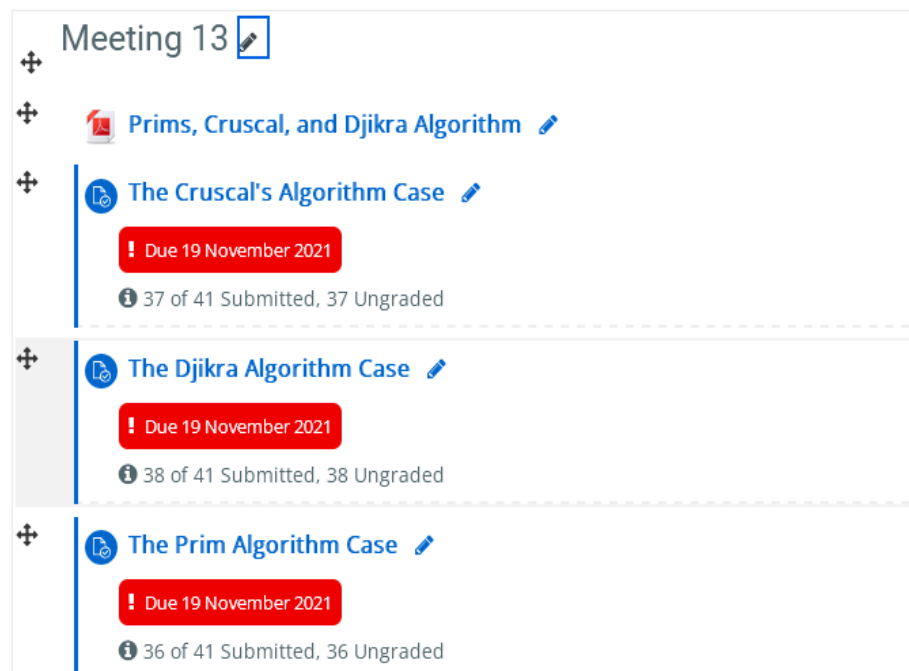 Meeting 13
Prims, Cruscal, and Djikra Algorithm
The Cruscal's Algorithm Case
! Due 19 November 2021
37 of 41 Submitted, 37 Ungraded
The Djikra Algorithm Case
! Due 19 November 2021
38 of 41 Submitted, 38 Ungraded
The Prim Algorithm Case
! Due 19 November 2021
36 of 41 Submitted, 36 Ungraded